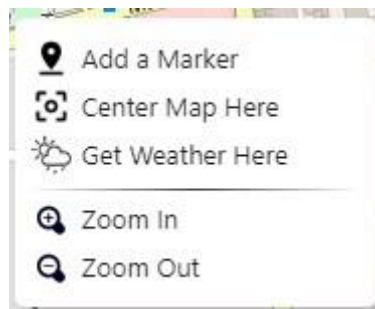 Add a Marker
Center Map Here
Get Weather Here
Zoom In
Zoom Out